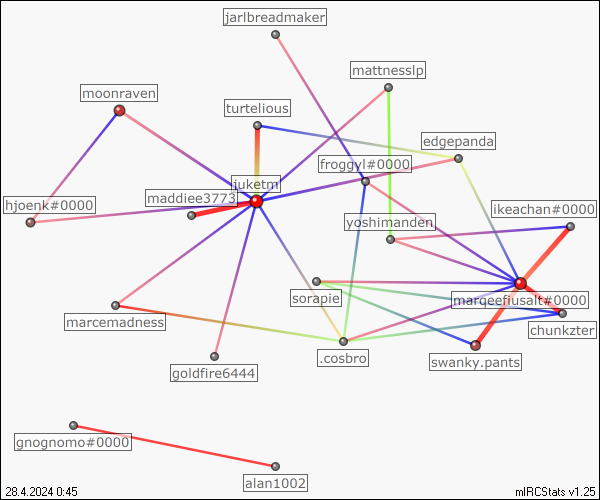 jarlbreadmaker
mattnesslp
moonraven
turtelious
edgepanda
froggyl#0000
juketm
maddiee3773
hjoenk#0000
ikeachan#0000
yoshimanden
sorapie
marqeefjusalt#0000
marcemadness
chunkzter
!.cosbro
swanky.pants
goldfire6444
gnognomo#0000
alan1002
28.4.2024 0:45
mIRCStats v1.25